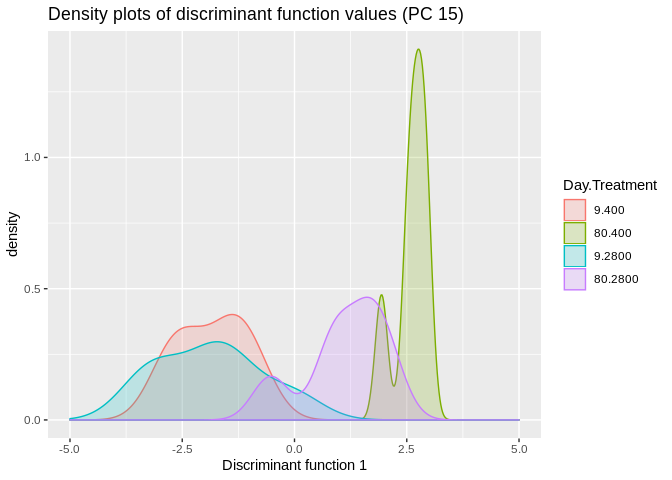 Density plots of discriminant function values (PC 15)
density
1.0
0.5
0.0
-5.0 -2.5 0.0 2.5 5.0
Discriminant function 1
Day.Treatment
9.400
80.400
9.2800
80.2800